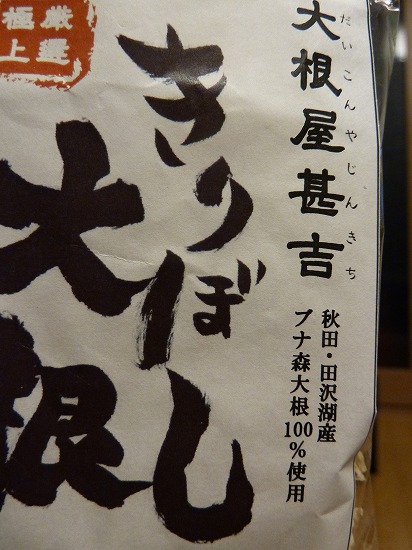 大根屋甚吉
だいこんやじんきち
秋田・田沢湖産
ブナ森大根100％使用
きりぼし
大根
厳選
極上